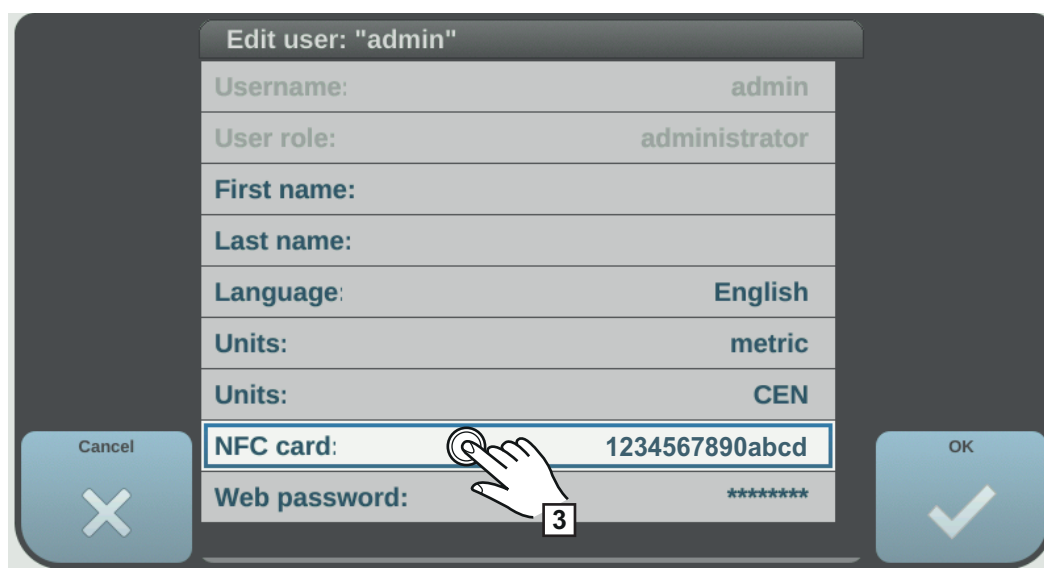 Edit user: "admin"
Username: admin
User role: administrator
First name:
Last name:
Language: English
Units: metric
Units: CEN
Cancel
NFC card: 1234567890abcd
OK
Web password: ********
3